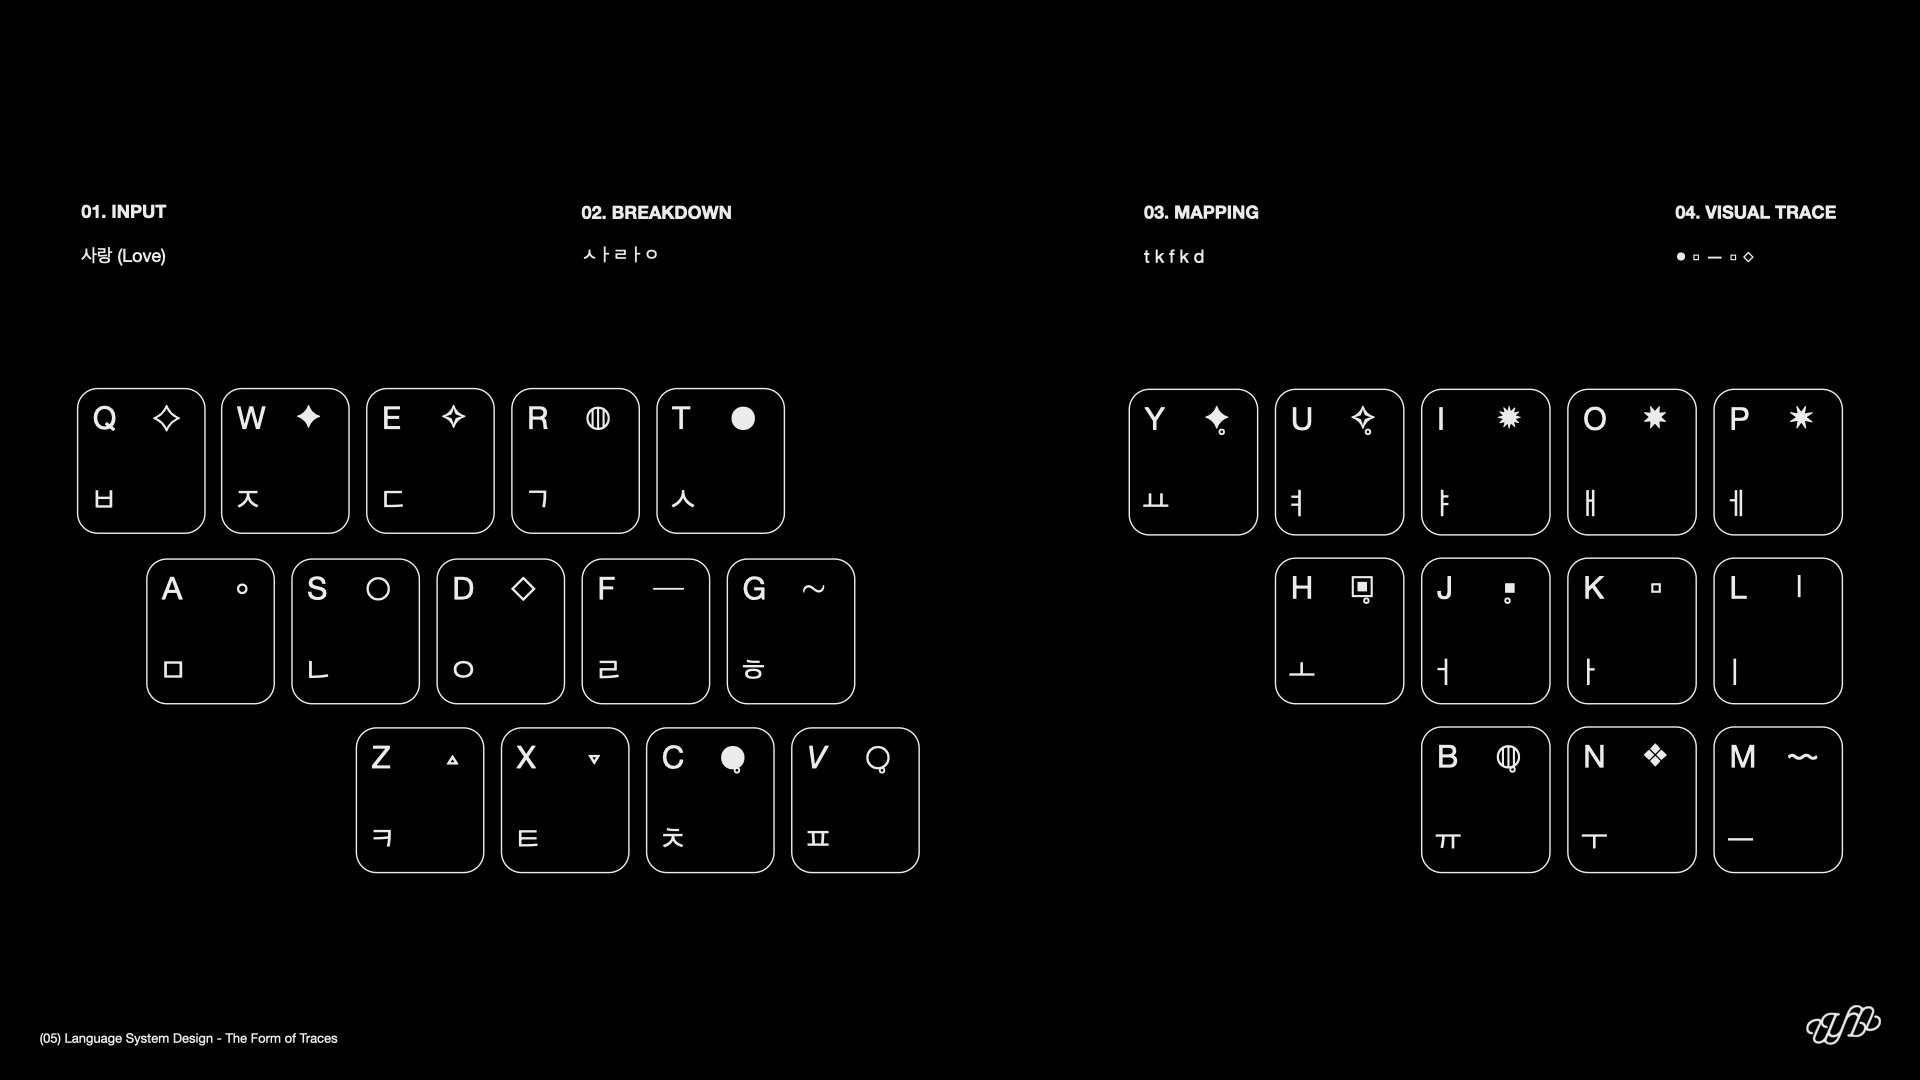 01. INPUT
사랑 (Love)
02. BREAKDOWN
ㅅㅏㄹㅏㅇ
03. MAPPING
t k f k d
04. VISUAL TRACE
Q W E R T
ㅂ ㅈ ㄷ ㄱ ㅅ
Y U I O P
ㅛ ㅕ ㅑ ㅐ ㅔ
A S D F G
ㅁ ㄴ ㅇ ㄹ ㅎ
H J K L
ㅗ ㅓ ㅏ ㅣ
Z X C V
ㅋ ㅌ ㅊ ㅍ
B N M
ㅠ ㅜ ㅡ
(05) Language System Design - The Form of Traces